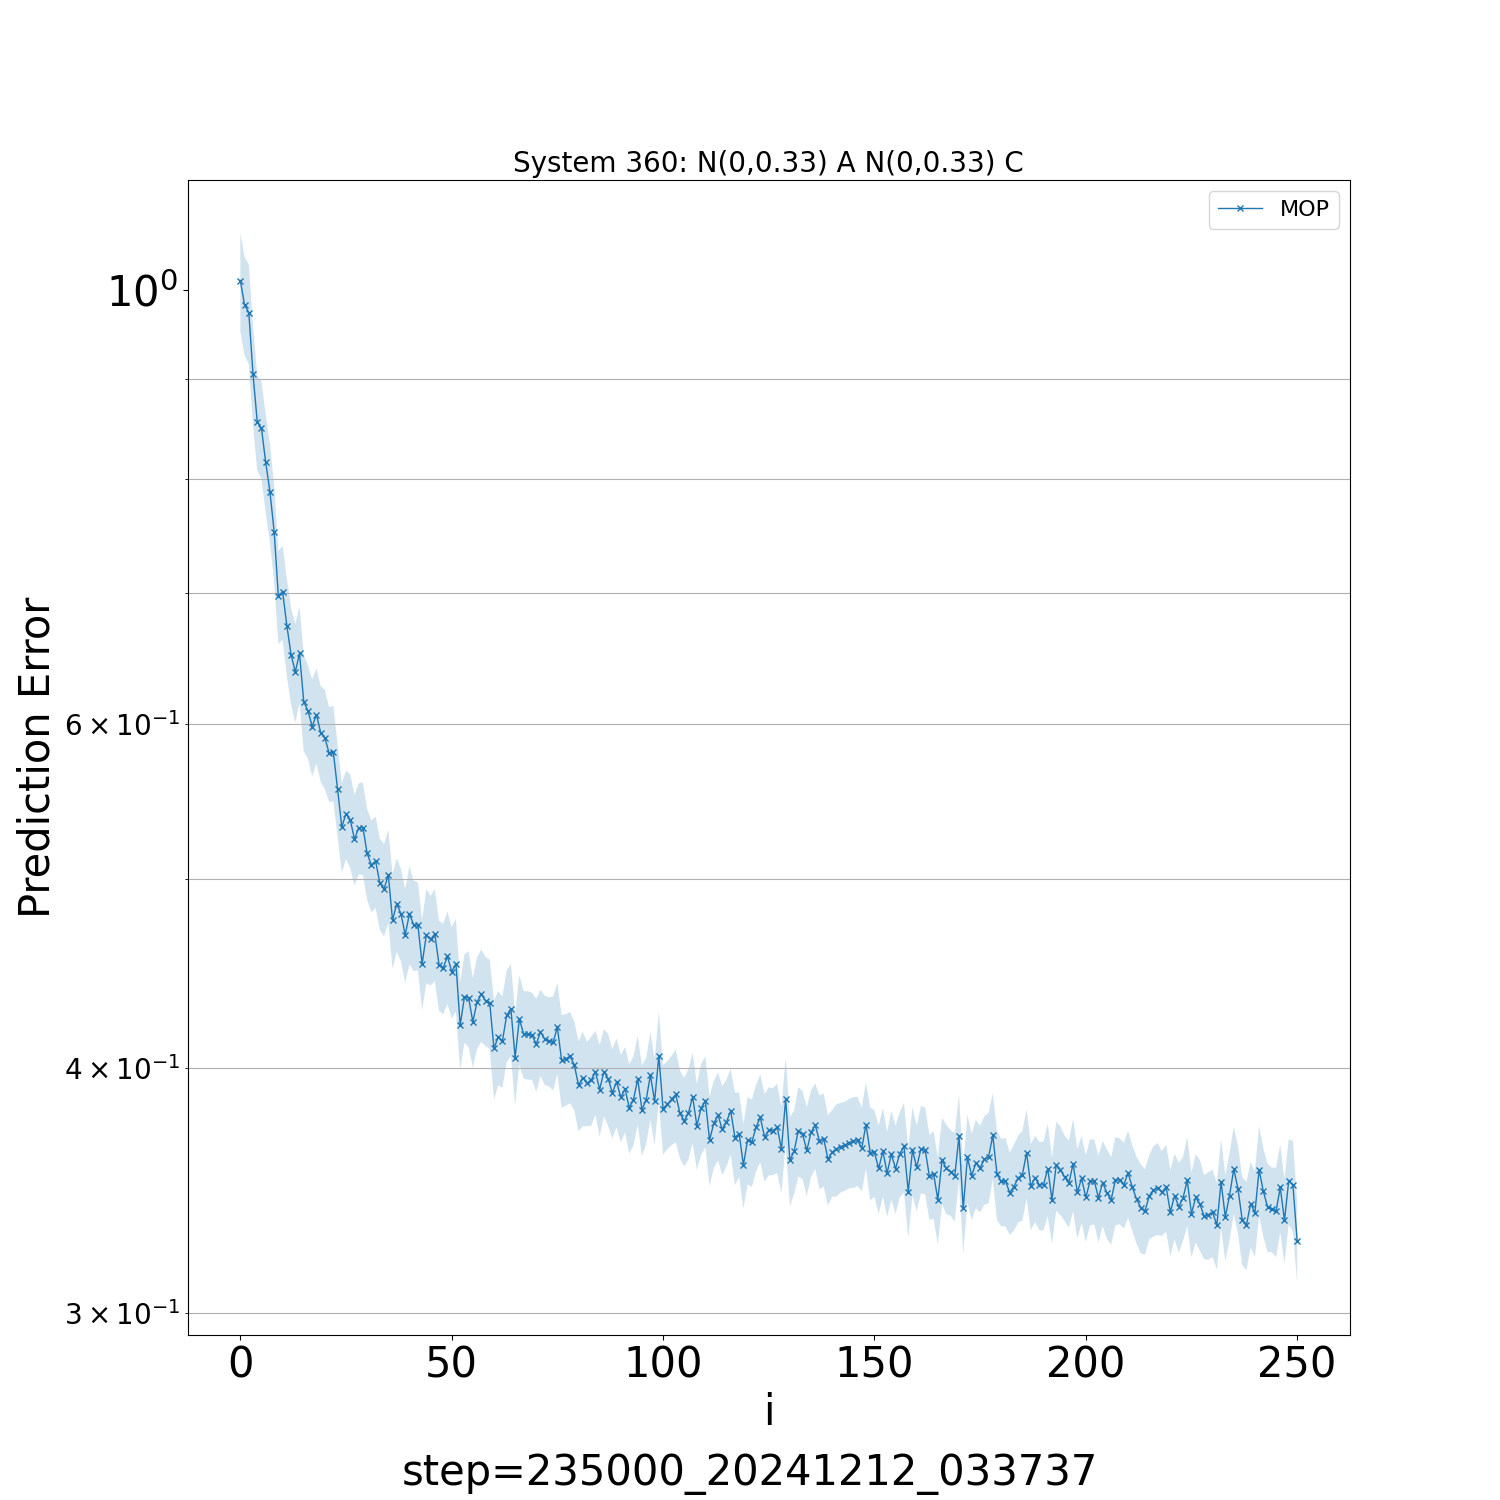 System 360: N(0,0.33) A N(0,0.33) C
MOP
10⁰
6 × 10⁻¹
4 × 10⁻¹
3 × 10⁻¹
Prediction Error
0 50 100 150 200 250
i
step=235000_20241212_033737